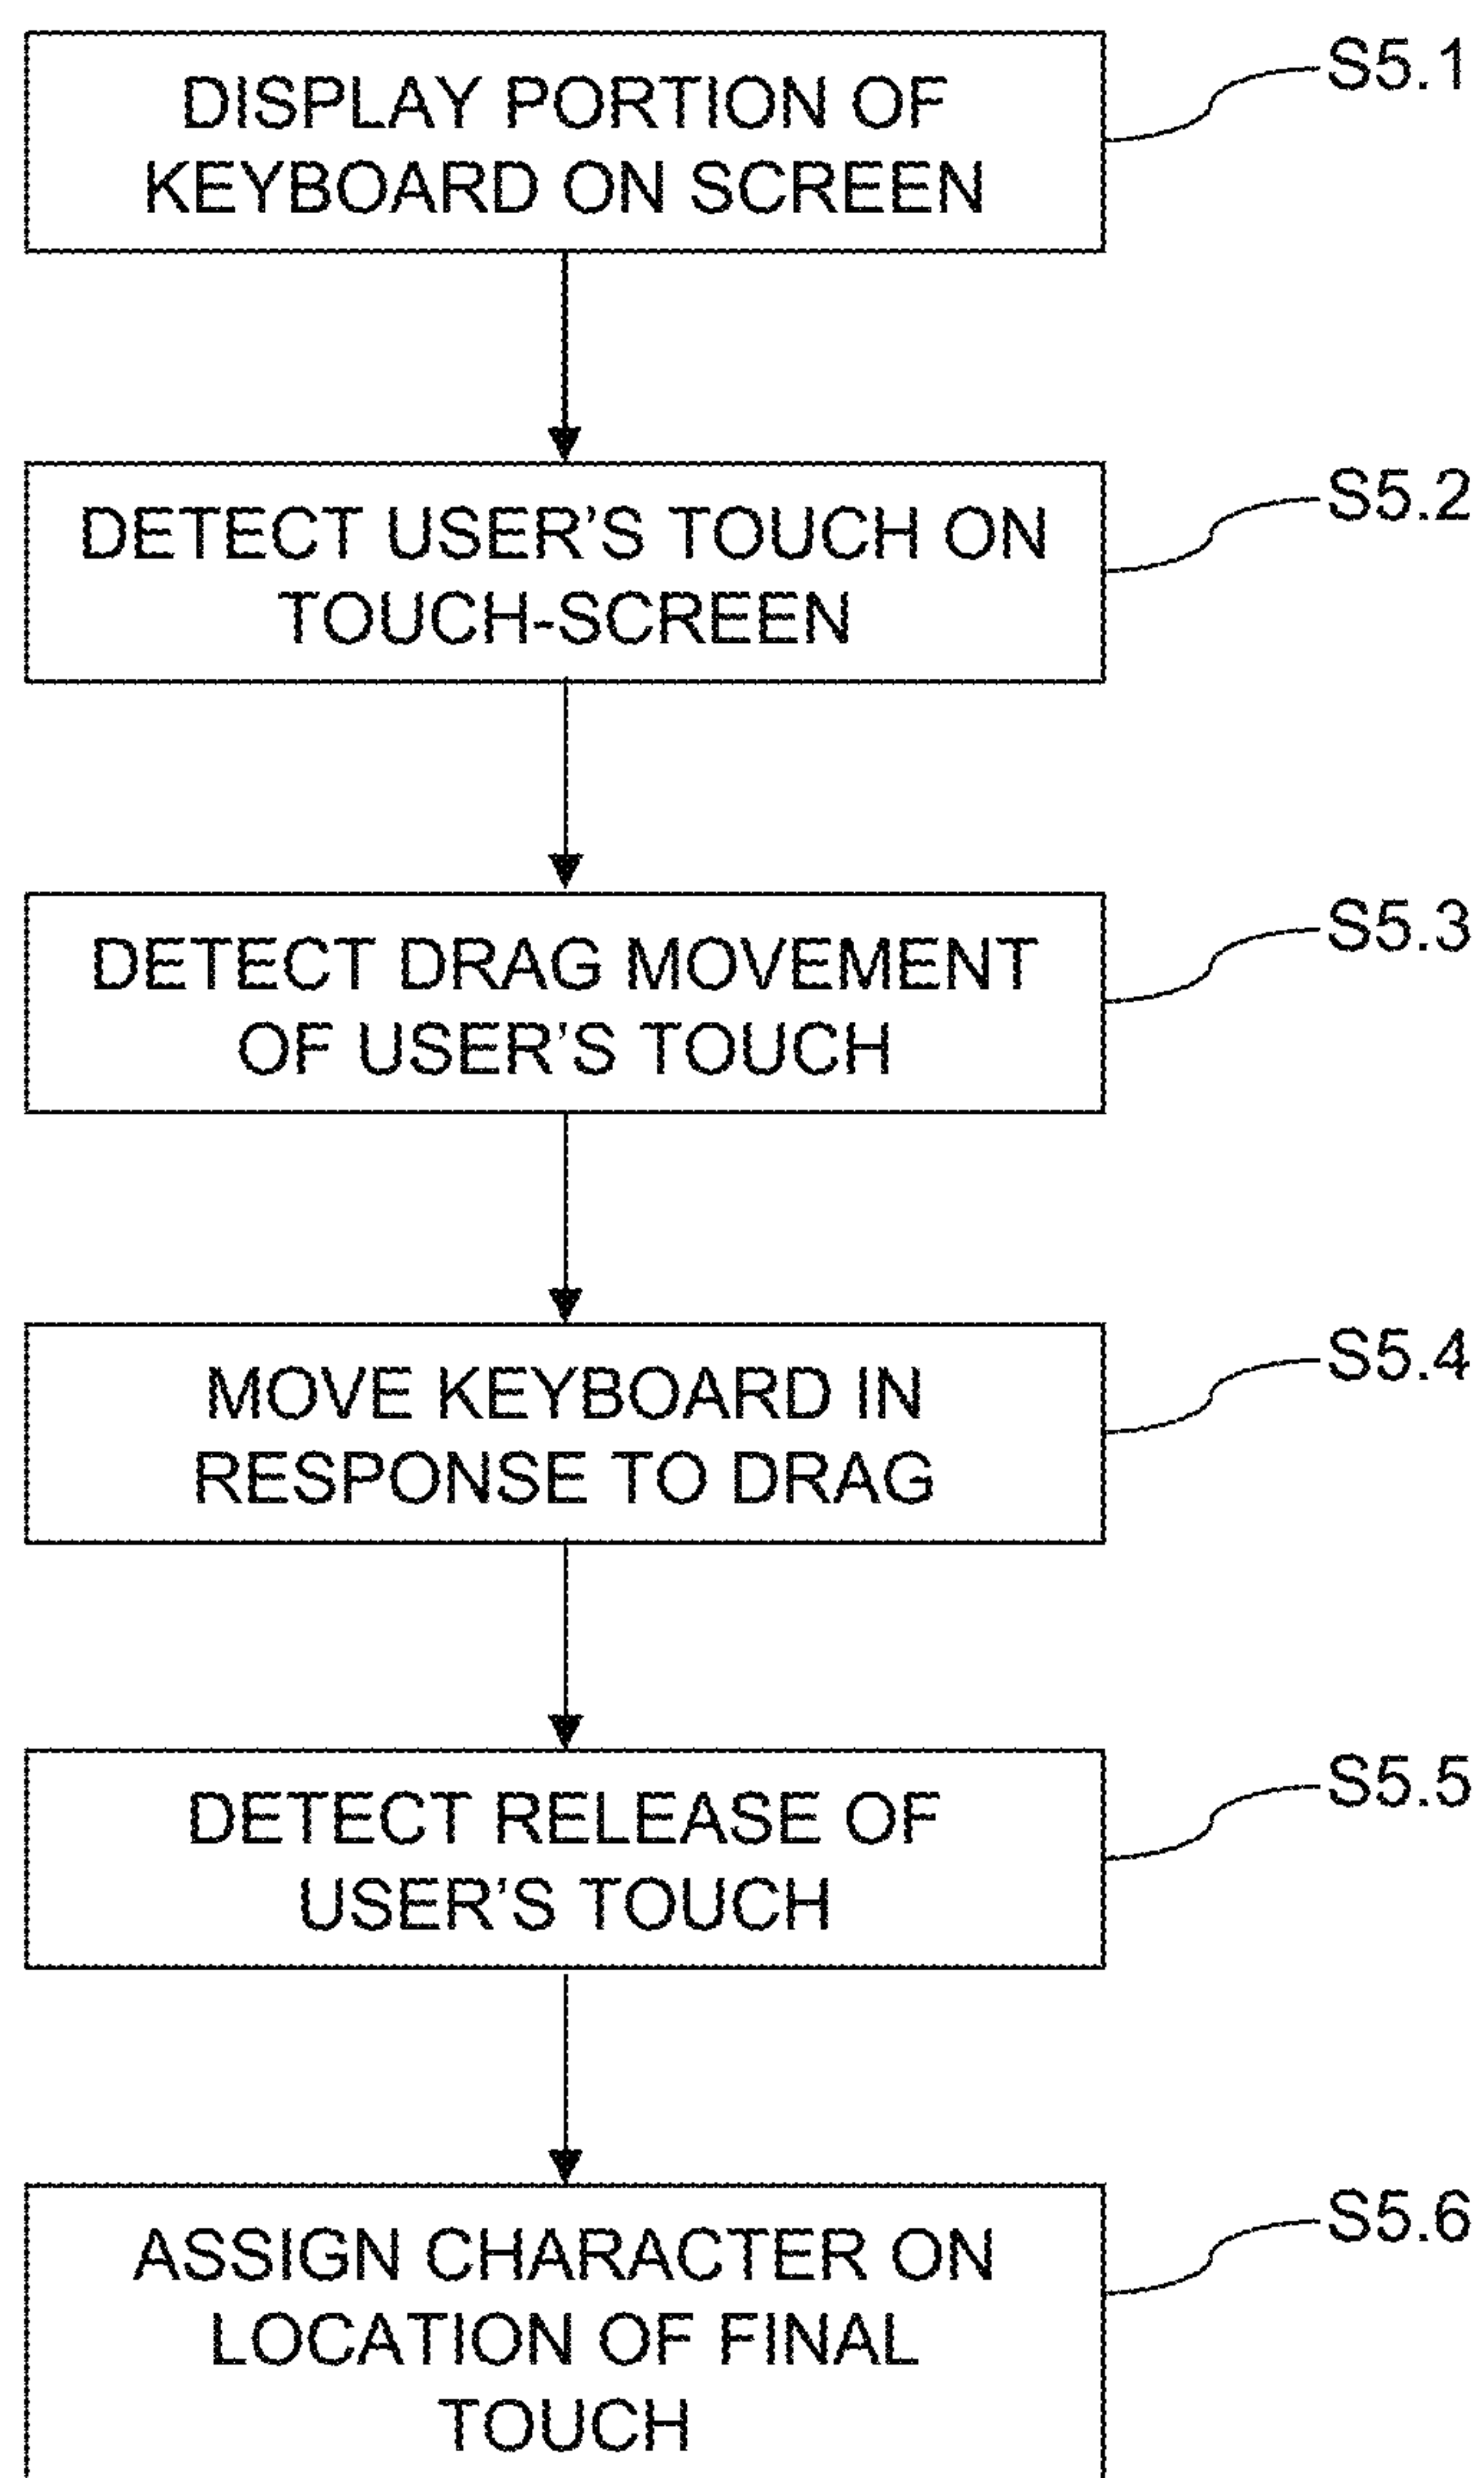 DISPLAY PORTION OF
KEYBOARD ON SCREEN
S5.1
DETECT USER’S TOUCH ON
TOUCH-SCREEN
S5.2
DETECT DRAG MOVEMENT
OF USER’S TOUCH
S5.3
MOVE KEYBOARD IN
RESPONSE TO DRAG
S5.4
DETECT RELEASE OF
USER’S TOUCH
S5.5
ASSIGN CHARACTER ON
LOCATION OF FINAL
TOUCH
S5.6